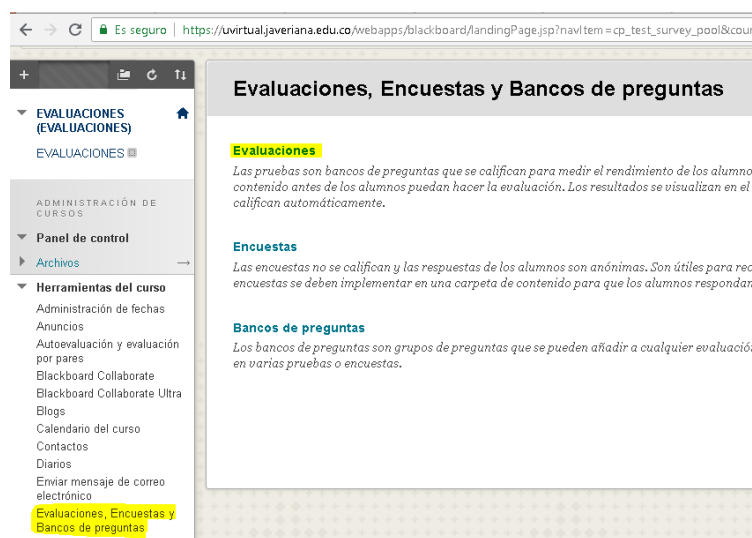 Es seguro | https://uvirtual.javeriana.edu.co/webapps/blackboard/landingPage.jsp?navItem=cp_test_survey_pool&cour
EVALUACIONES
(EVALUACIONES)
EVALUACIONES
ADMINISTRACIÓN DE
CURSOS
Panel de control
Archivos
Herramientas del curso
Administración de fechas
Anuncios
Autoevaluación y evaluación
por pares
Blackboard Collaborate
Blackboard Collaborate Ultra
Blogs
Calendario del curso
Contactos
Diarios
Enviar mensaje de correo
electrónico
Evaluaciones, Encuestas y
Bancos de preguntas
Evaluaciones, Encuestas y Bancos de preguntas
Evaluaciones
Las pruebas son bancos de preguntas que se califican para medir el rendimiento de los alumno
contenido antes de los alumnos puedan hacer la evaluación. Los resultados se visualizan en el
califican automáticamente.
Encuestas
Las encuestas no se califican y las respuestas de los alumnos son anónimas. Son útiles para rec
encuestas se deben implementar en una carpeta de contenido para que los alumnos respondan
Bancos de preguntas
Los bancos de preguntas son grupos de preguntas que se pueden añadir a cualquier evaluació
en varias pruebas o encuestas.